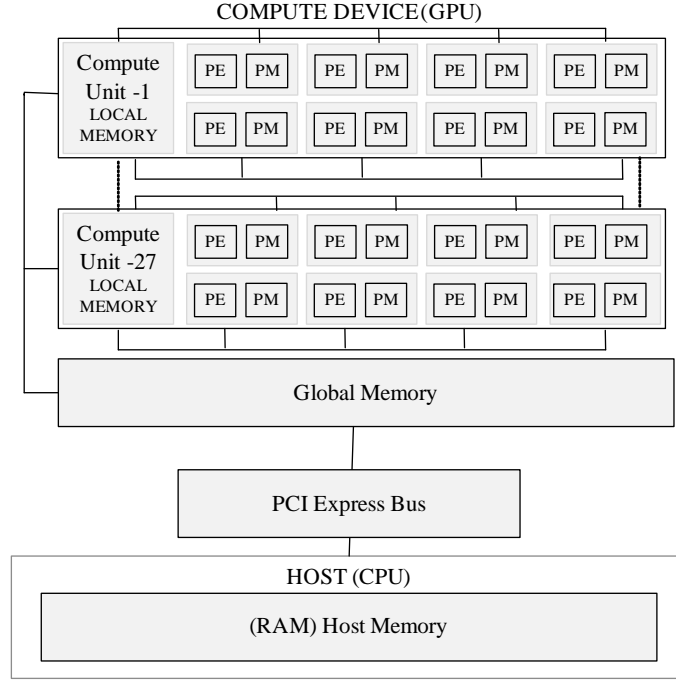 COMPUTE DEVICE(GPU)
Compute
Unit -1
LOCAL
MEMORY
PE PM PE PM PE PM PE PM
PE PM PE PM PE PM PE PM
Compute
Unit -27
LOCAL
MEMORY
PE PM PE PM PE PM PE PM
PE PM PE PM PE PM PE PM
Global Memory
PCI Express Bus
HOST (CPU)
(RAM) Host Memory